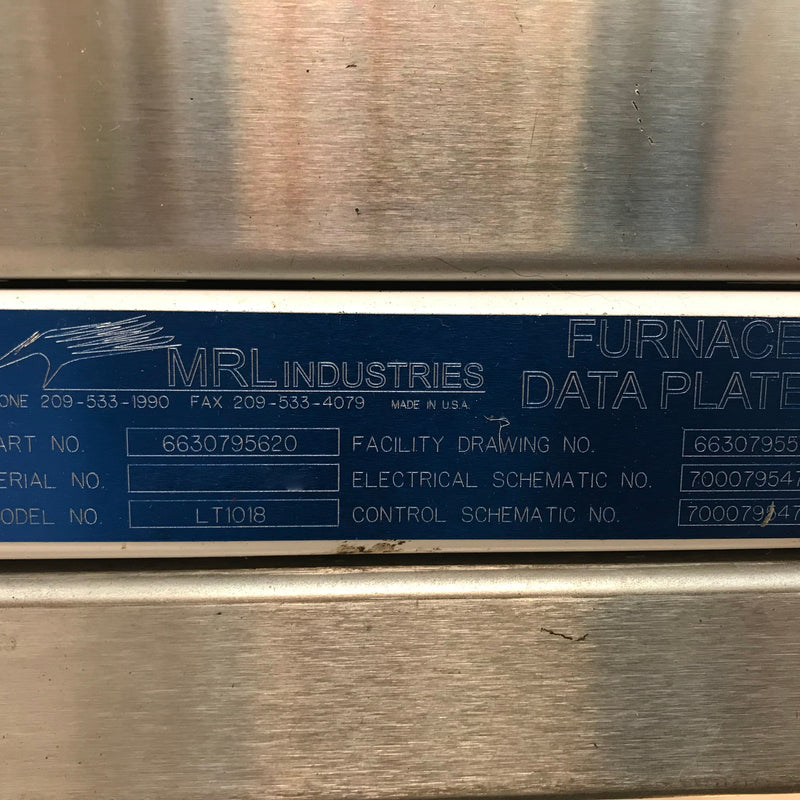 MRL INDUSTRIES
ONE 209-533-1990 FAX 209-533-4079 MADE IN U.S.A.
FURNACE
DATA PLATE
ART NO. 6630795620 FACILITY DRAWING NO. 66307955
ERIAL NO. ELECTRICAL SCHEMATIC NO. 700079547
ODEL NO. LT1018 CONTROL SCHEMATIC NO. 700079547